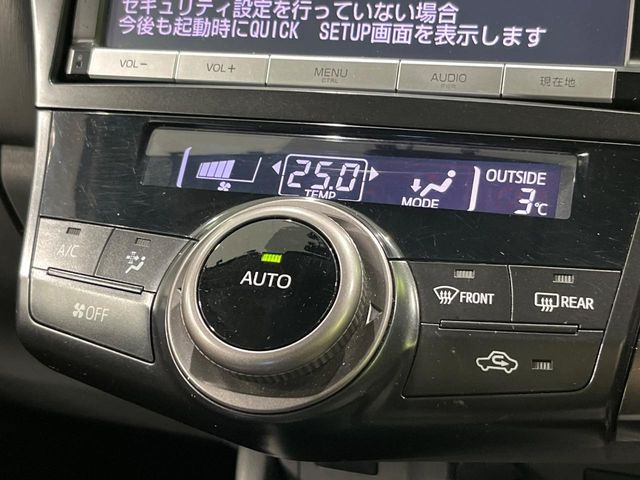 セキュリティ設定を行っていない場合
今後も起動時にQUICK SETUP画面を表示します
VOL− VOL+ MENU AUDIO 現在地
25.0 OUTSIDE
TEMP MODE 3℃
A/C
AUTO
OFF
FRONT REAR